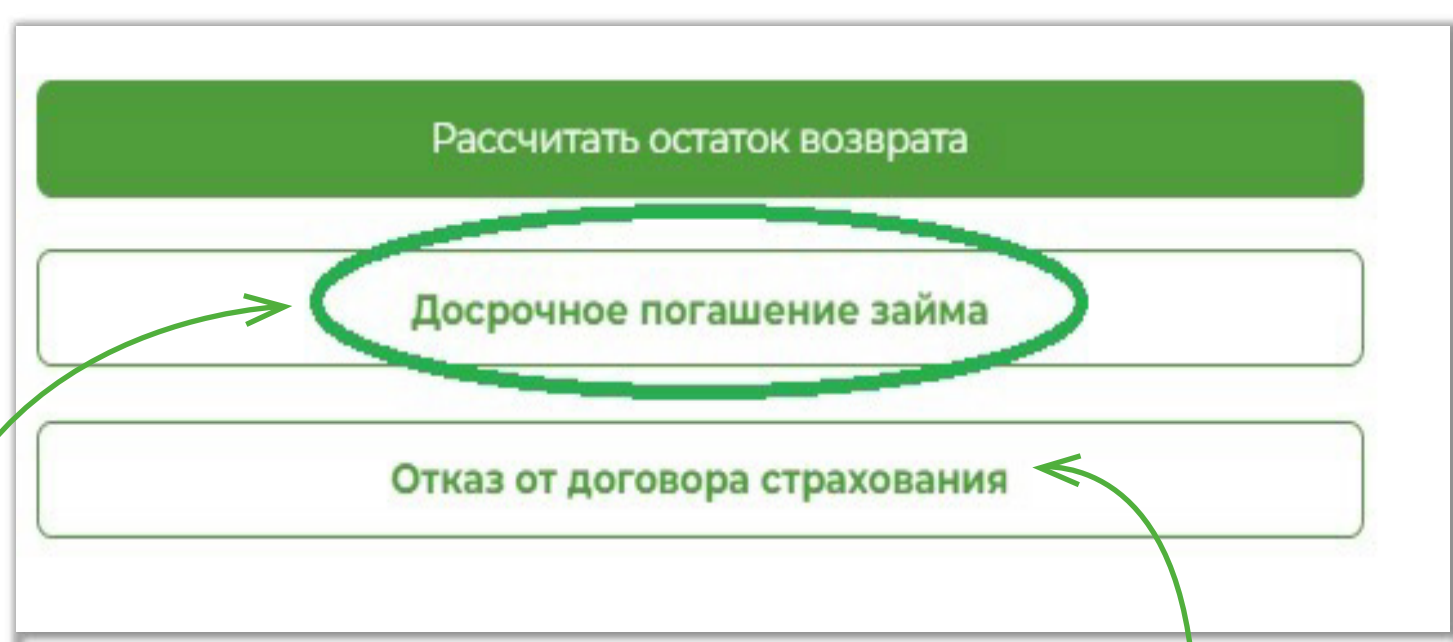 Рассчитать остаток возврата
Досрочное погашение займа
Отказ от договора страхования